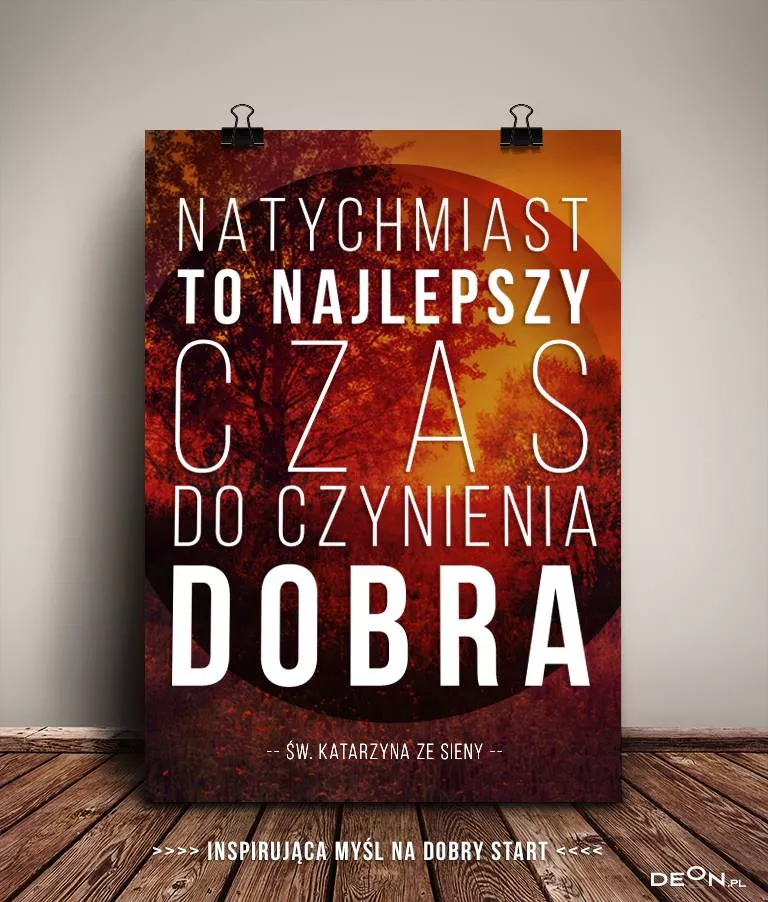 NATYCHMIAST
TO NAJLEPSZY
CZAS
DO CZYNIENIA
DOBRA
-- ŚW. KATARZYNA ZE SIENY --
>>>> INSPIRUJĄCA MYŚL NA DOBRY START <<<<
DEON.PL